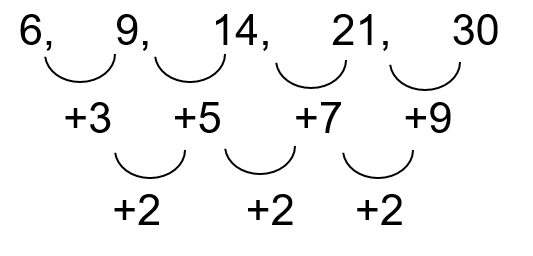 6, 9, 14, 21, 30
+3 +5 +7 +9
+2 +2 +2